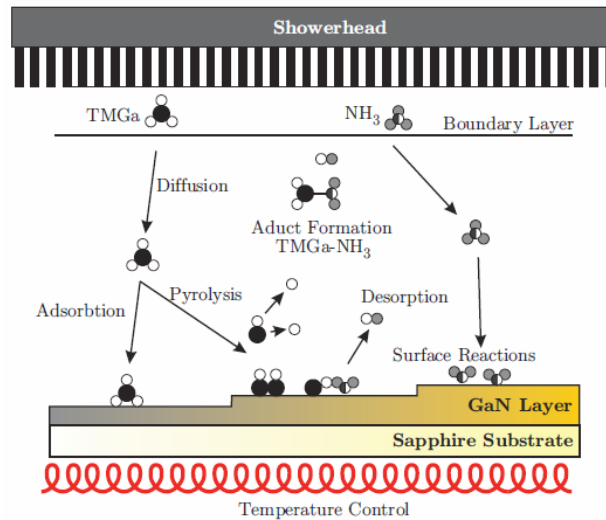 Showerhead
TMGa
NH3
Boundary Layer
Diffusion
Aduct Formation
TMGa-NH3
Pyrolysis
Desorption
Adsorbtion
Surface Reactions
GaN Layer
Sapphire Substrate
Temperature Control